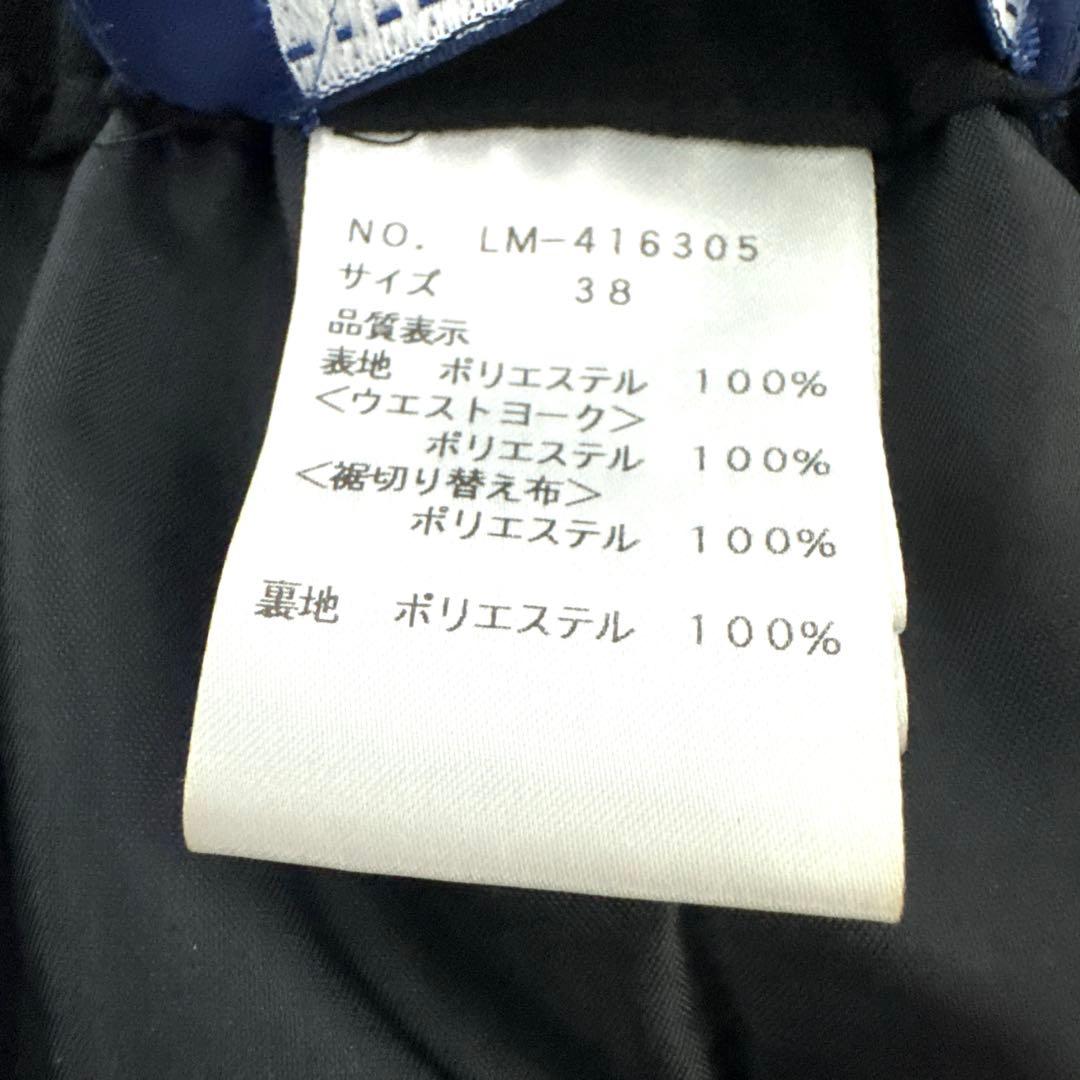 NO. LM-416305
サイズ 38
品質表示
表地 ポリエステル 100%
<ウエストヨーク>
ポリエステル 100%
<裾切り替え布>
ポリエステル 100%
裏地 ポリエステル 100%